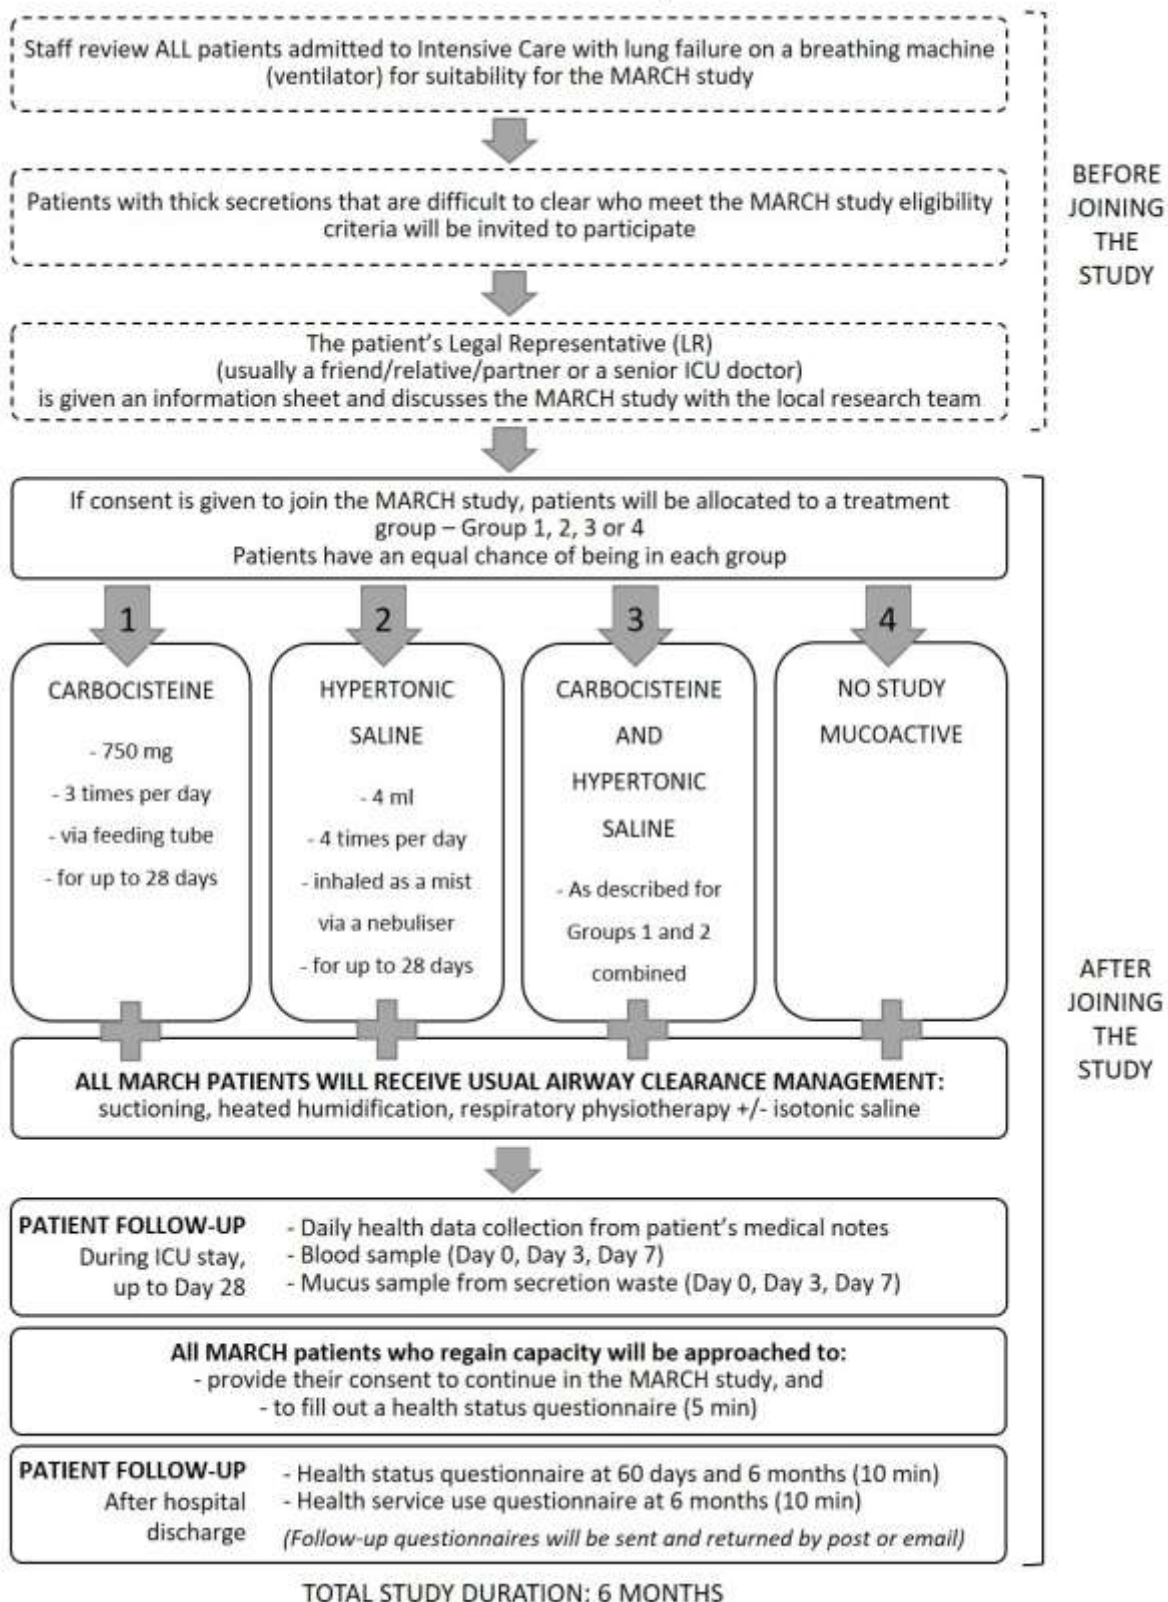 Staff review ALL patients admitted to Intensive Care with lung failure on a breathing machine
(ventilator) for suitability for the MARCH study
Patients with thick secretions that are difficult to clear who meet the MARCH study eligibility
criteria will be invited to participate
The patient's Legal Representative (LR)
(usually a friend/relative/partner or a senior ICU doctor)
is given an information sheet and discusses the MARCH study with the local research team
BEFORE
JOINING
THE
STUDY
If consent is given to join the MARCH study, patients will be allocated to a treatment
group – Group 1, 2, 3 or 4
Patients have an equal chance of being in each group
1
CARBOCISTEINE
- 750 mg
- 3 times per day
- via feeding tube
- for up to 28 days
2
HYPERTONIC
SALINE
- 4 ml
- 4 times per day
- inhaled as a mist
via a nebuliser
- for up to 28 days
3
CARBOCISTEINE
AND
HYPERTONIC
SALINE
- As described for
Groups 1 and 2
combined
4
NO STUDY
MUCOACTIVE
ALL MARCH PATIENTS WILL RECEIVE USUAL AIRWAY CLEARANCE MANAGEMENT:
suctioning, heated humidification, respiratory physiotherapy +/- isotonic saline
PATIENT FOLLOW-UP
During ICU stay,
up to Day 28
- Daily health data collection from patient's medical notes
- Blood sample (Day 0, Day 3, Day 7)
- Mucus sample from secretion waste (Day 0, Day 3, Day 7)
All MARCH patients who regain capacity will be approached to:
- provide their consent to continue in the MARCH study, and
- to fill out a health status questionnaire (5 min)
PATIENT FOLLOW-UP
After hospital
discharge
- Health status questionnaire at 60 days and 6 months (10 min)
- Health service use questionnaire at 6 months (10 min)
(Follow-up questionnaires will be sent and returned by post or email)
AFTER
JOINING
THE
STUDY
TOTAL STUDY DURATION: 6 MONTHS